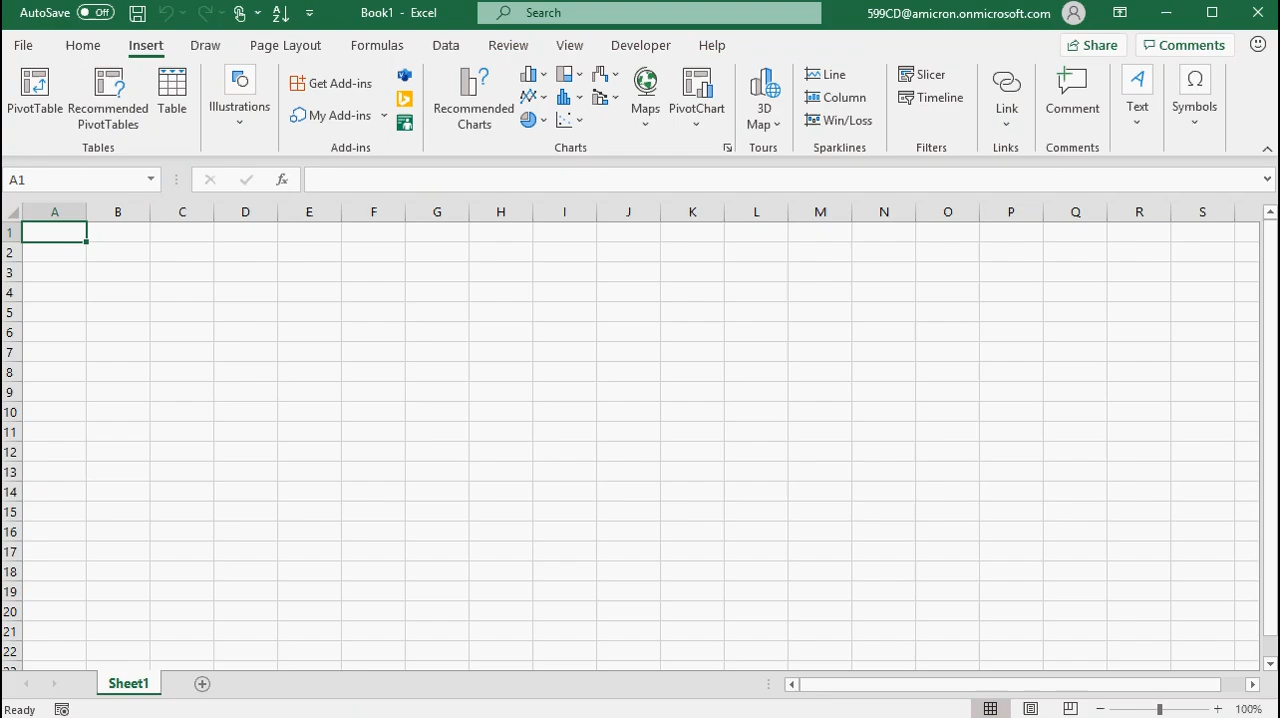 AutoSave Off Book1 - Excel Search 599CD@amicron.onmicrosoft.com
File Home Insert Draw Page Layout Formulas Data Review View Developer Help Share Comments
PivotTable Recommended PivotTables Table
Illustrations
Get Add-ins
My Add-ins
Recommended Charts
Maps PivotChart
3D Map
Line
Column
Win/Loss
Slicer
Timeline
Link Comment Text Symbols
Tables Add-ins Charts Tours Sparklines Filters Links Comments
A1 fx
A B C D E F G H I J K L M N O P Q R S
1
2
3
4
5
6
7
8
9
10
11
12
13
14
15
16
17
18
19
20
21
22
Sheet1
Ready 100%